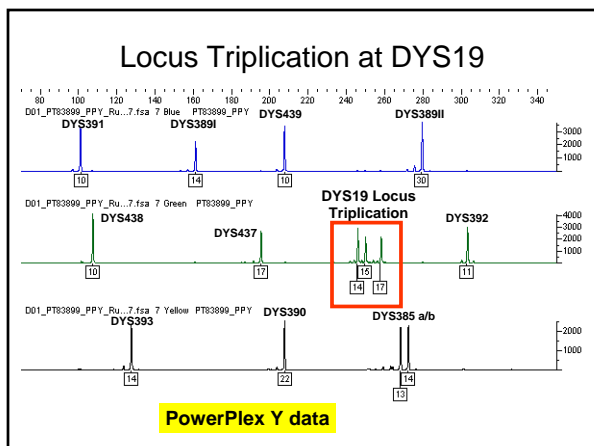 Locus Triplication at DYS19
80 100 120 140 160 180 200 220 240 260 280 300 320 340
D01_PT83899_PPY_Ru...7.fsa 7 Blue PT83899_PPY
DYS391 DYS389I DYS439 DYS389II
3000
2000
1000
10 14 10 30
D01_PT83899_PPY_Ru...7.fsa 7 Green PT83899_PPY
DYS438 DYS437 DYS19 Locus Triplication DYS392
4000
3000
2000
1000
10 17 15 11
14 17
D01_PT83899_PPY_Ru...7.fsa 7 Yellow PT83899_PPY
DYS393 DYS390 DYS385 a/b
2000
1000
14 22 14
13
PowerPlex Y data